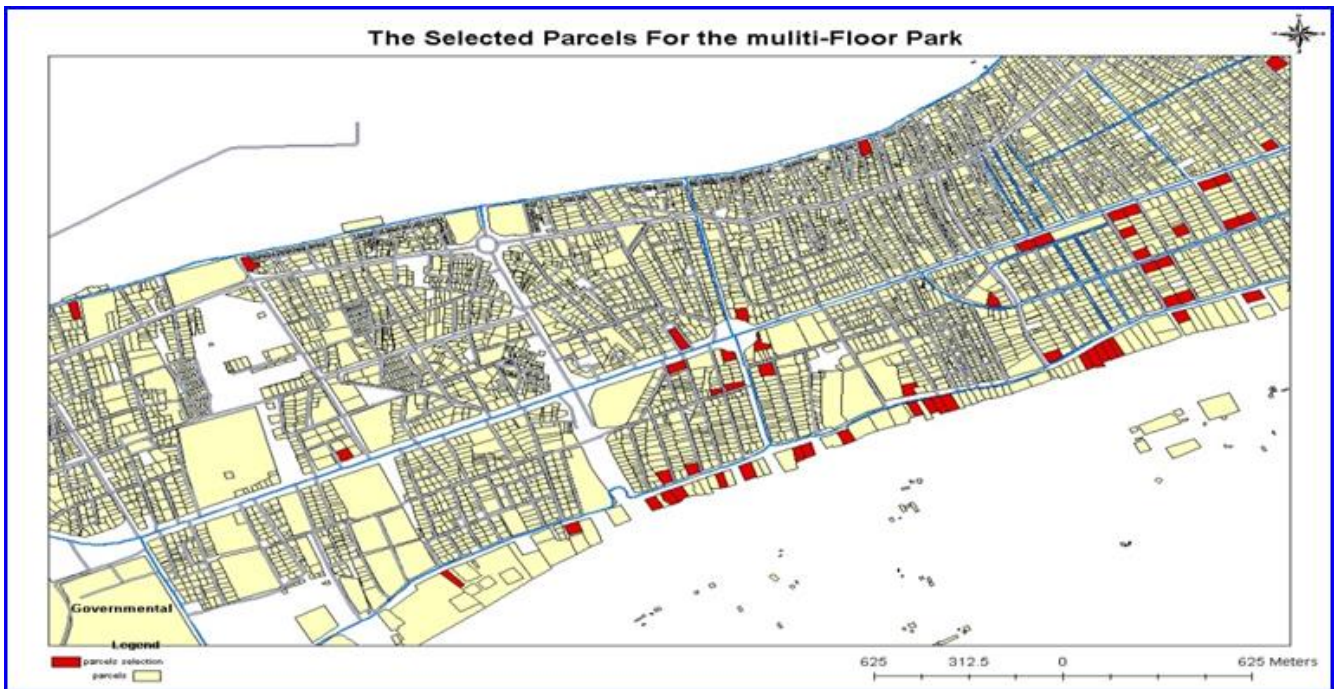 The Selected Parcels For the muliti-Floor Park
Governmental
Legend
parcels selection
parcels
625 312.5 0 625 Meters